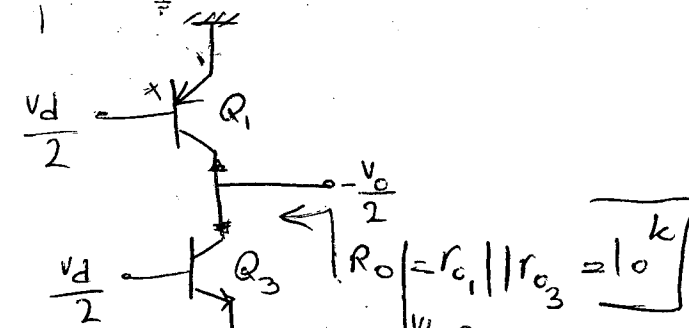 vd/2
Q₁
-vo/2
vd/2
Q₃
Ro|=ro₁||ro₃=10ᵏ